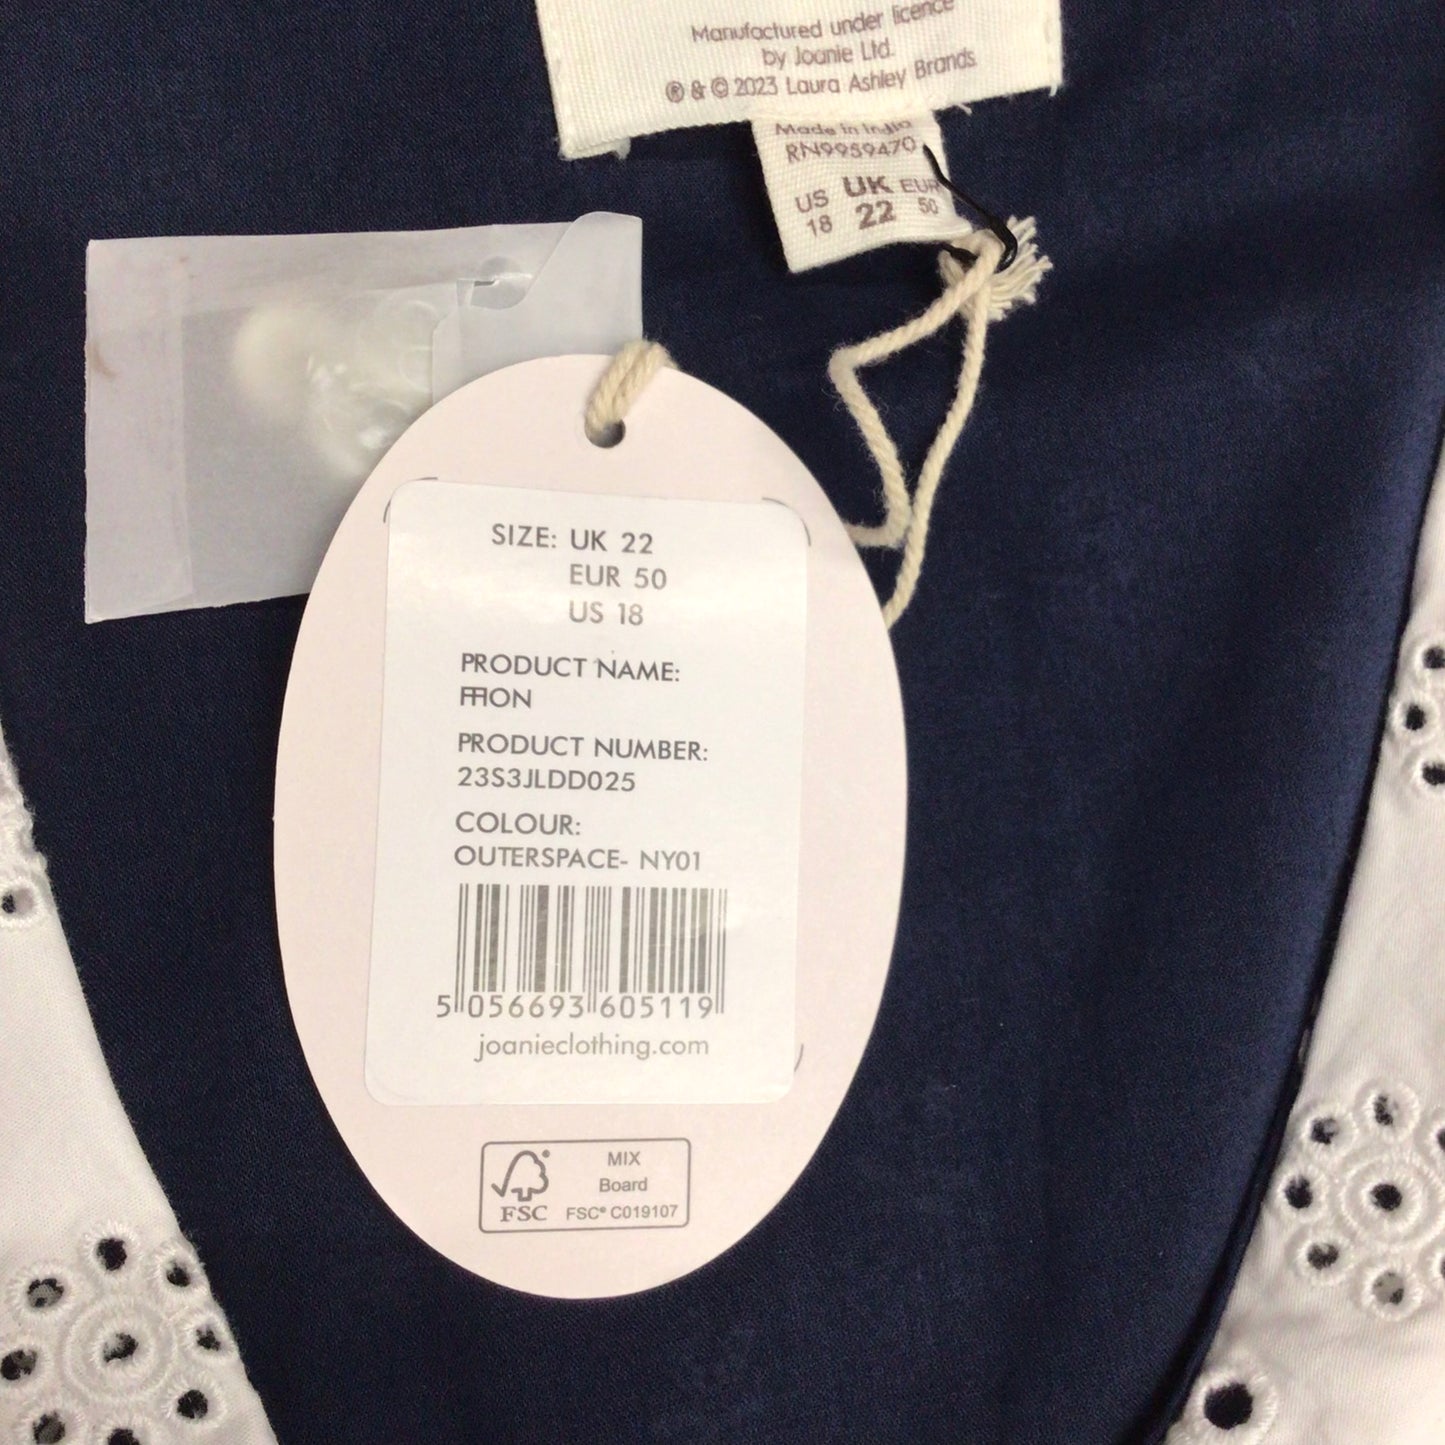 Manufactured under licence
by Joanie Ltd.
® & © 2023 Laura Ashley Brands
Made in India
RN9959470
US UK EUR
18 22 50
SIZE: UK 22
EUR 50
US 18
PRODUCT NAME:
FFION
PRODUCT NUMBER:
23S3JLDD025
COLOUR:
OUTERSPACE- NY01
5 056693 605119
joanieclothing.com
FSC
MIX
Board
FSC® C019107